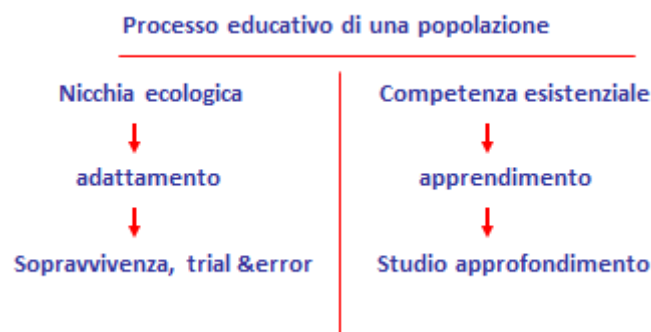 Processo educativo di una popolazione
Nicchia ecologica
adattamento
Sopravvivenza, trial &error
Competenza esistenziale
apprendimento
Studio approfondimento